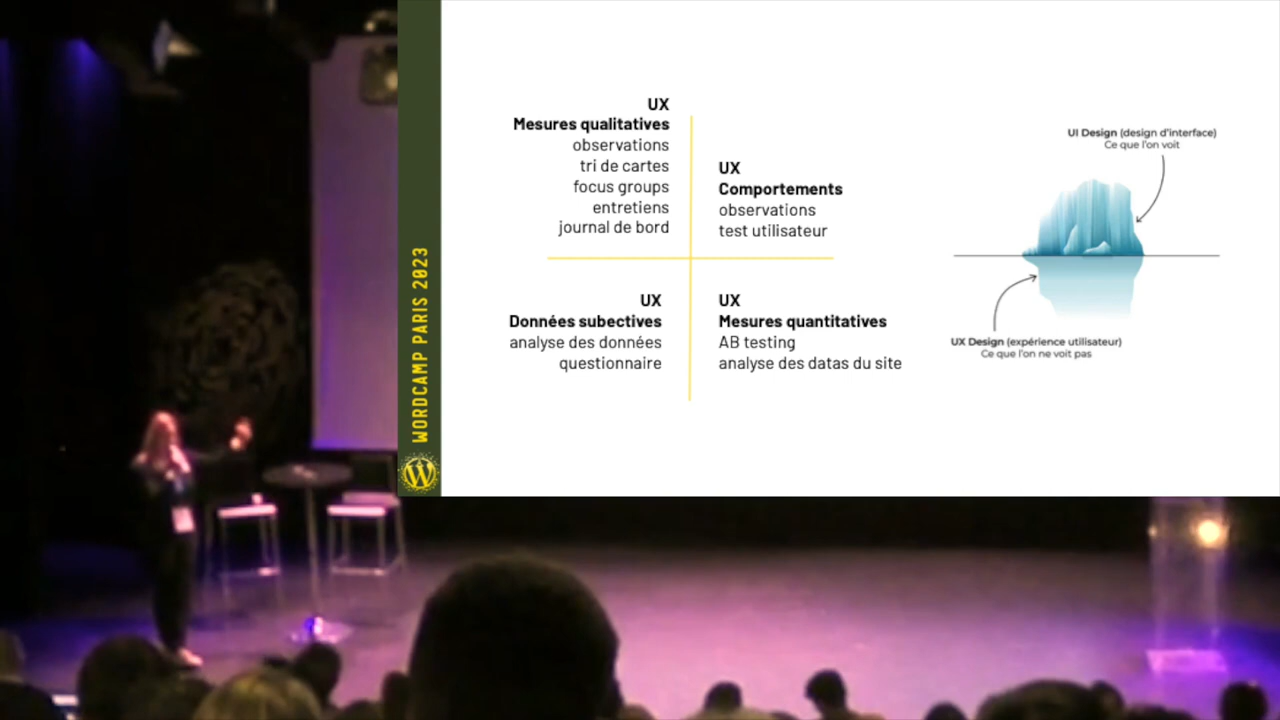 WORDCAMP PARIS 2023
UX
Mesures qualitatives
observations
tri de cartes
focus groups
entretiens
journal de bord
UX
Comportements
observations
test utilisateur
UX
Données subectives
analyse des données
questionnaire
UX
Mesures quantitatives
AB testing
analyse des datas du site
UI Design (design d'interface)
Ce que l'on voit
UX Design (expérience utilisateur)
Ce que l'on ne voit pas